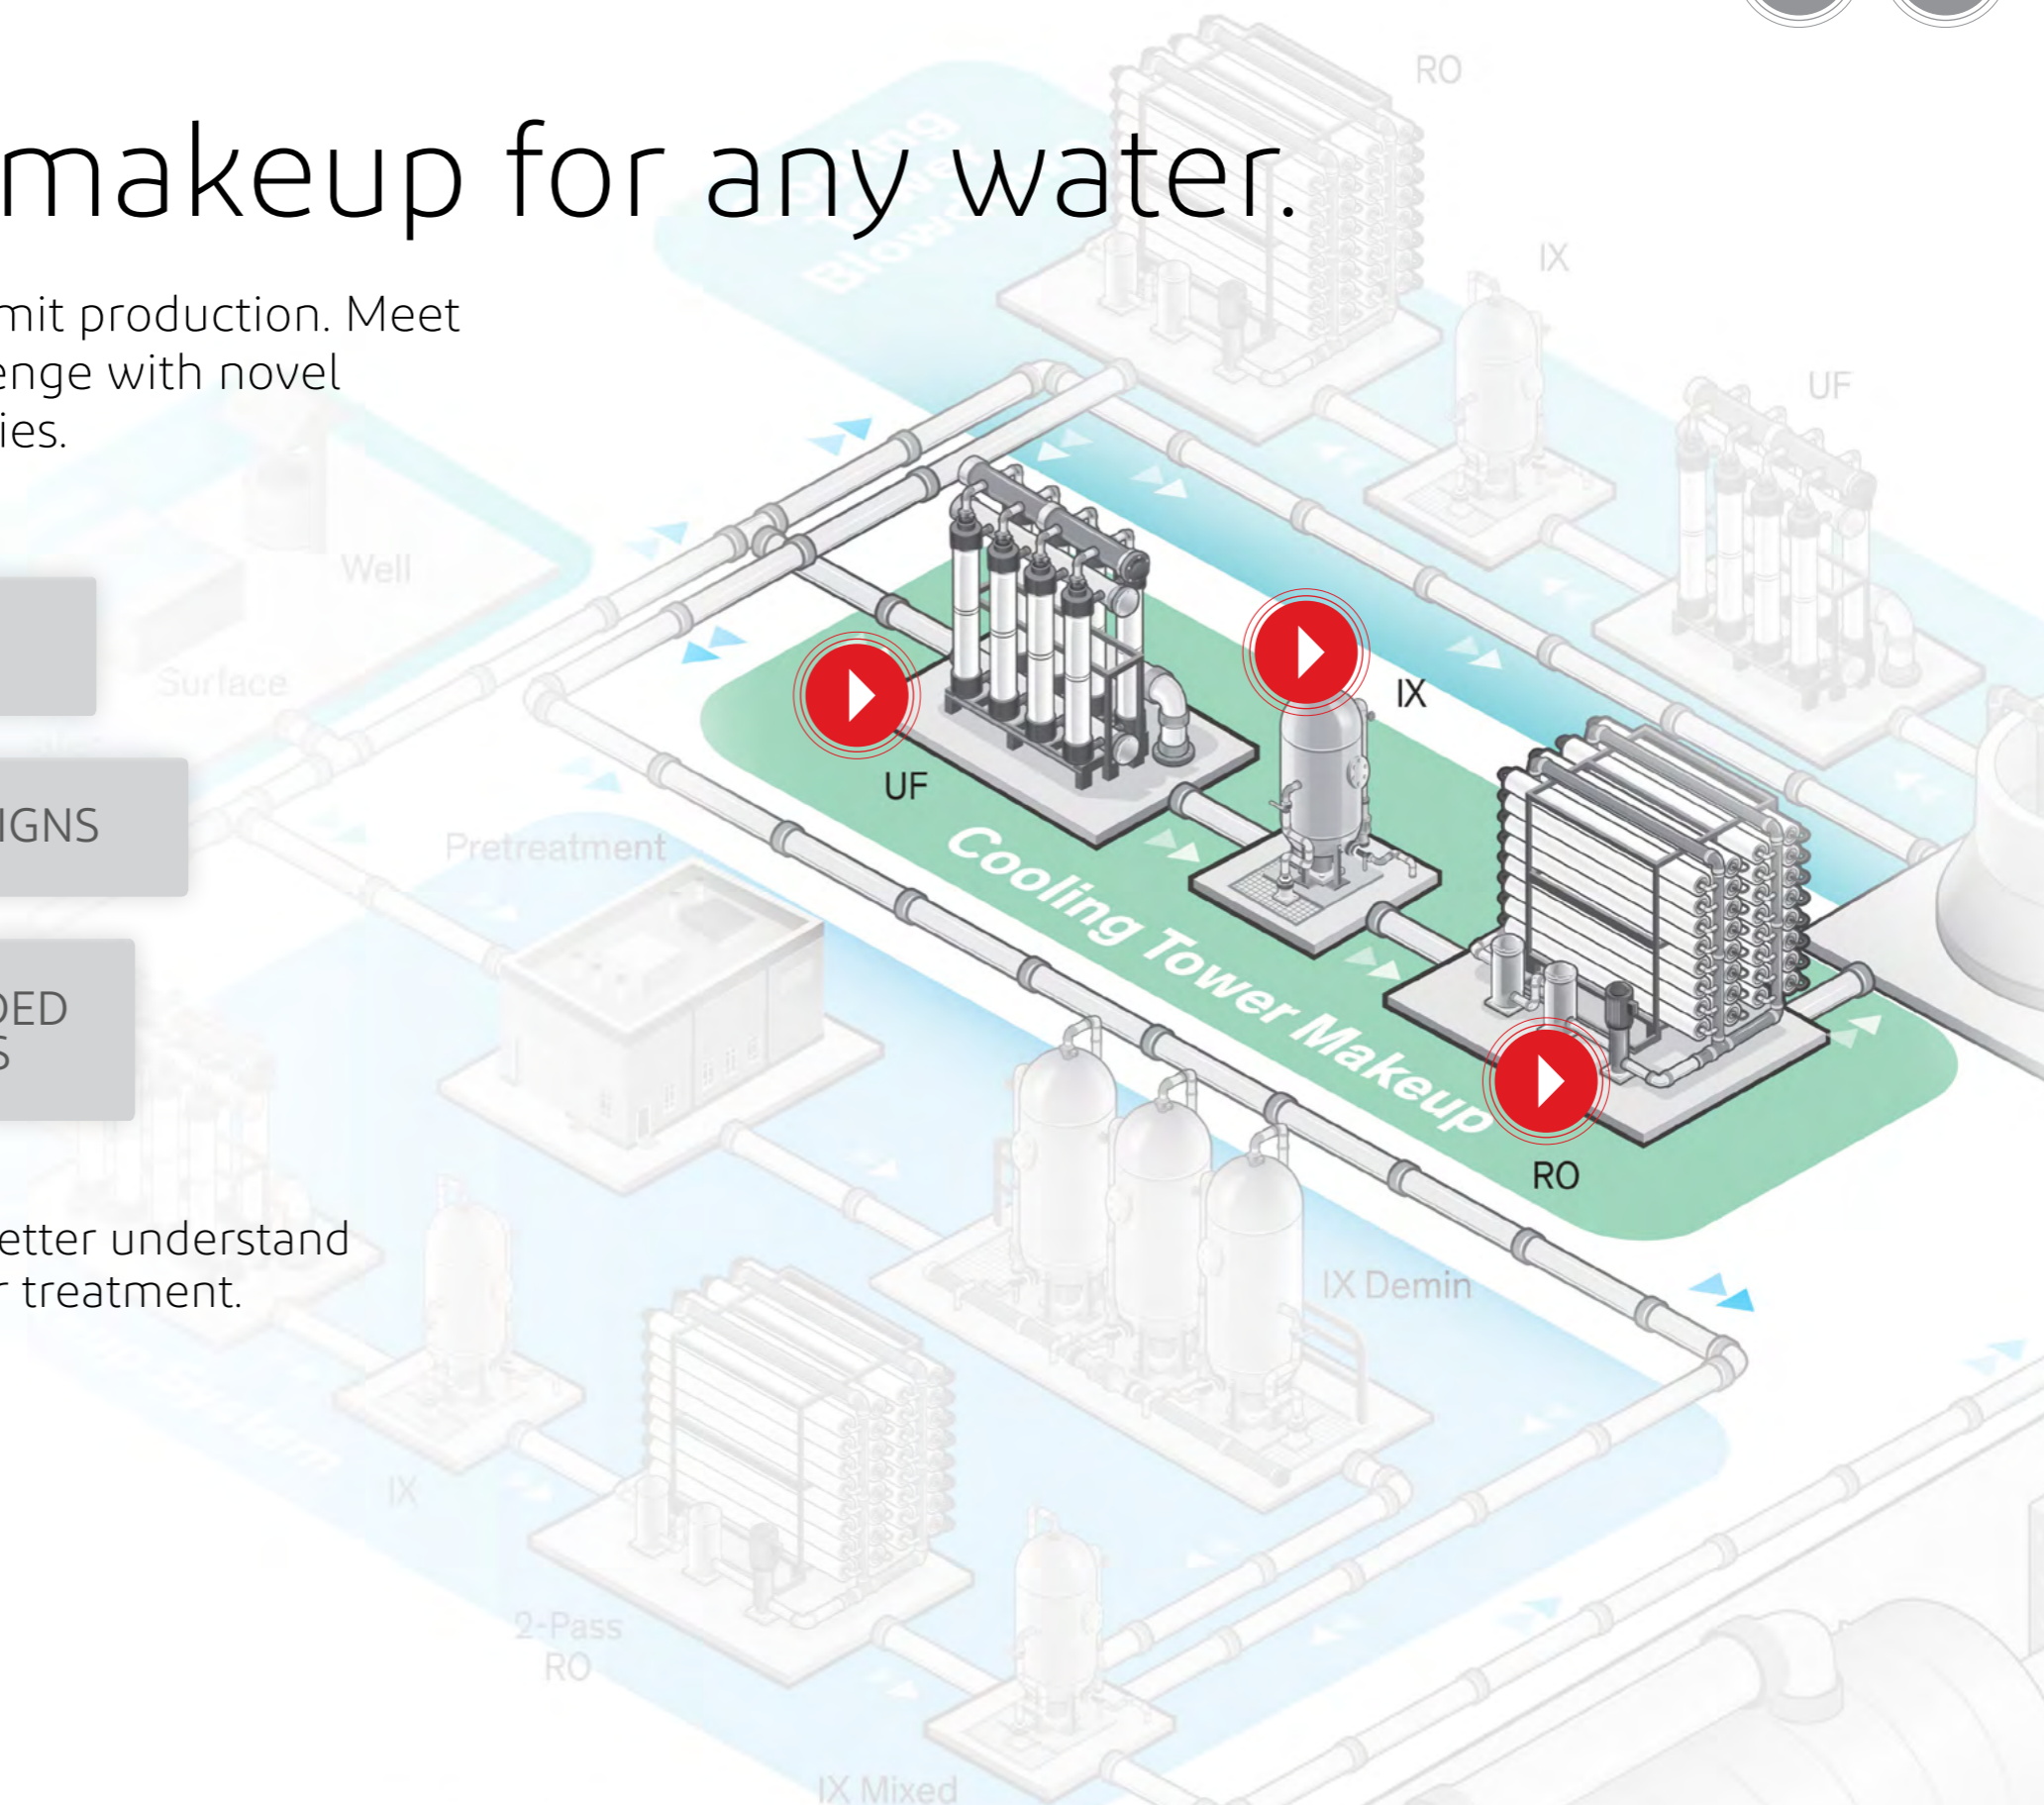 makeup for any water.
mit production. Meet
enge with novel
ies.
IGNS
DED
S
etter understand
r treatment.
RO
IX
UF
Well
Surface
Pretreatment
UF
IX
RO
Cooling Tower Makeup
IX Demin
IX
2-Pass
RO
IX Mixed